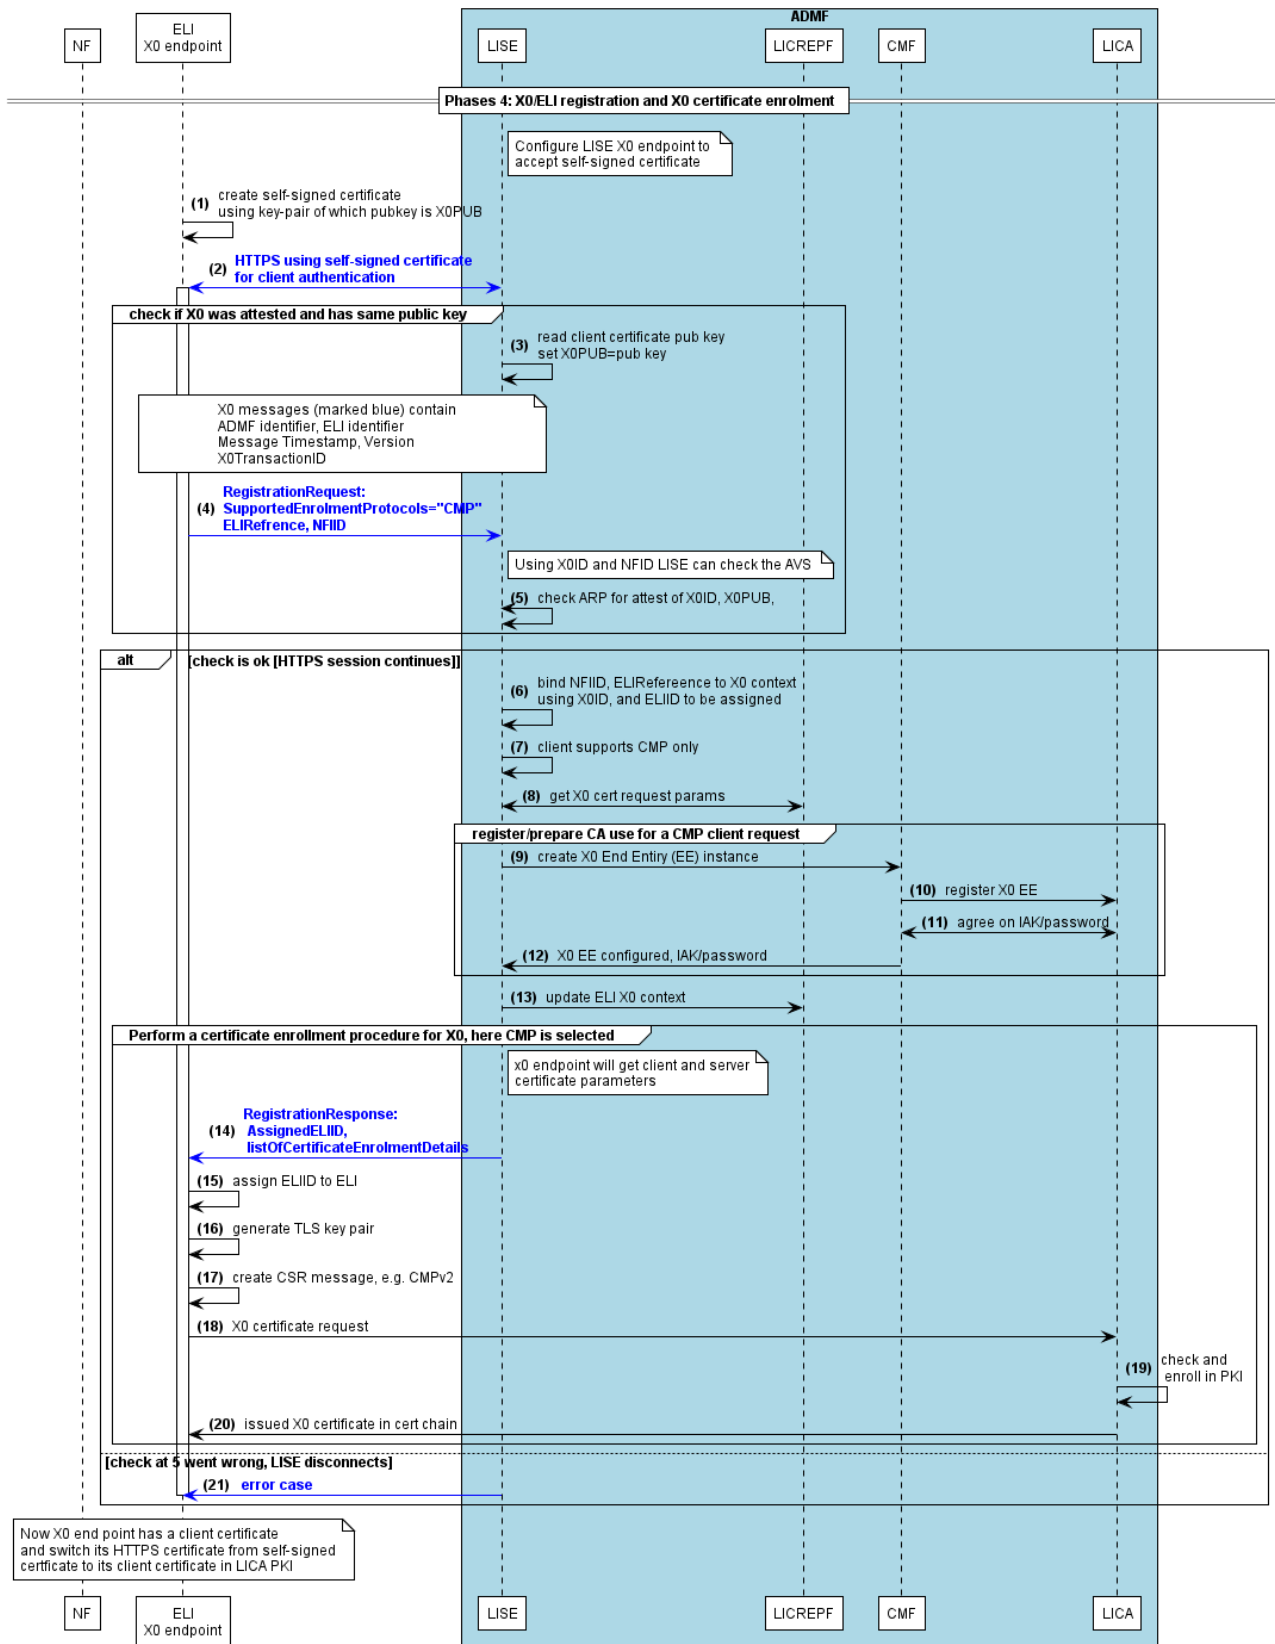 ADMF
NF
ELI
X0 endpoint
LISE
LICREPF
CMF
LICA
Phases 4: X0/ELI registration and X0 certificate enrolment
Configure LISE X0 endpoint to
accept self-signed certificate
(1) create self-signed certificate
using key-pair of which pubkey is X0PUB
(2) HTTPS using self-signed certificate
for client authentication
check if X0 was attested and has same public key
(3) read client certificate pub key
set X0PUB=pub key
X0 messages (marked blue) contain
ADMF identifier, ELI identifier
Message Timestamp, Version
X0TransactionID
RegistrationRequest:
(4) SupportedEnrolmentProtocols="CMP"
ELIRefrence, NFIID
Using X0ID and NFID LISE can check the AVS
(5) check ARP for attest of X0ID, X0PUB,
alt [check is ok [HTTPS session continues]]
(6) bind NFIID, ELIRefereence to X0 context
using X0ID, and ELIID to be assigned
(7) client supports CMP only
(8) get X0 cert request params
register/prepare CA use for a CMP client request
(9) create X0 End Entiry (EE) instance
(10) register X0 EE
(11) agree on IAK/password
(12) X0 EE configured, IAK/password
(13) update ELI X0 context
Perform a certificate enrollment procedure for X0, here CMP is selected
x0 endpoint will get client and server
certificate parameters
RegistrationResponse:
(14) AssignedELIID,
listOfCertificateEnrolmentDetails
(15) assign ELIID to ELI
(16) generate TLS key pair
(17) create CSR message, e.g. CMPv2
(18) X0 certificate request
(19) check and
enroll in PKI
(20) issued X0 certificate in cert chain
[check at 5 went wrong, LISE disconnects]
(21) error case
Now X0 end point has a client certificate
and switch its HTTPS certificate from self-signed
certficate to its client certificate in LICA PKI
NF
ELI
X0 endpoint
LISE
LICREPF
CMF
LICA